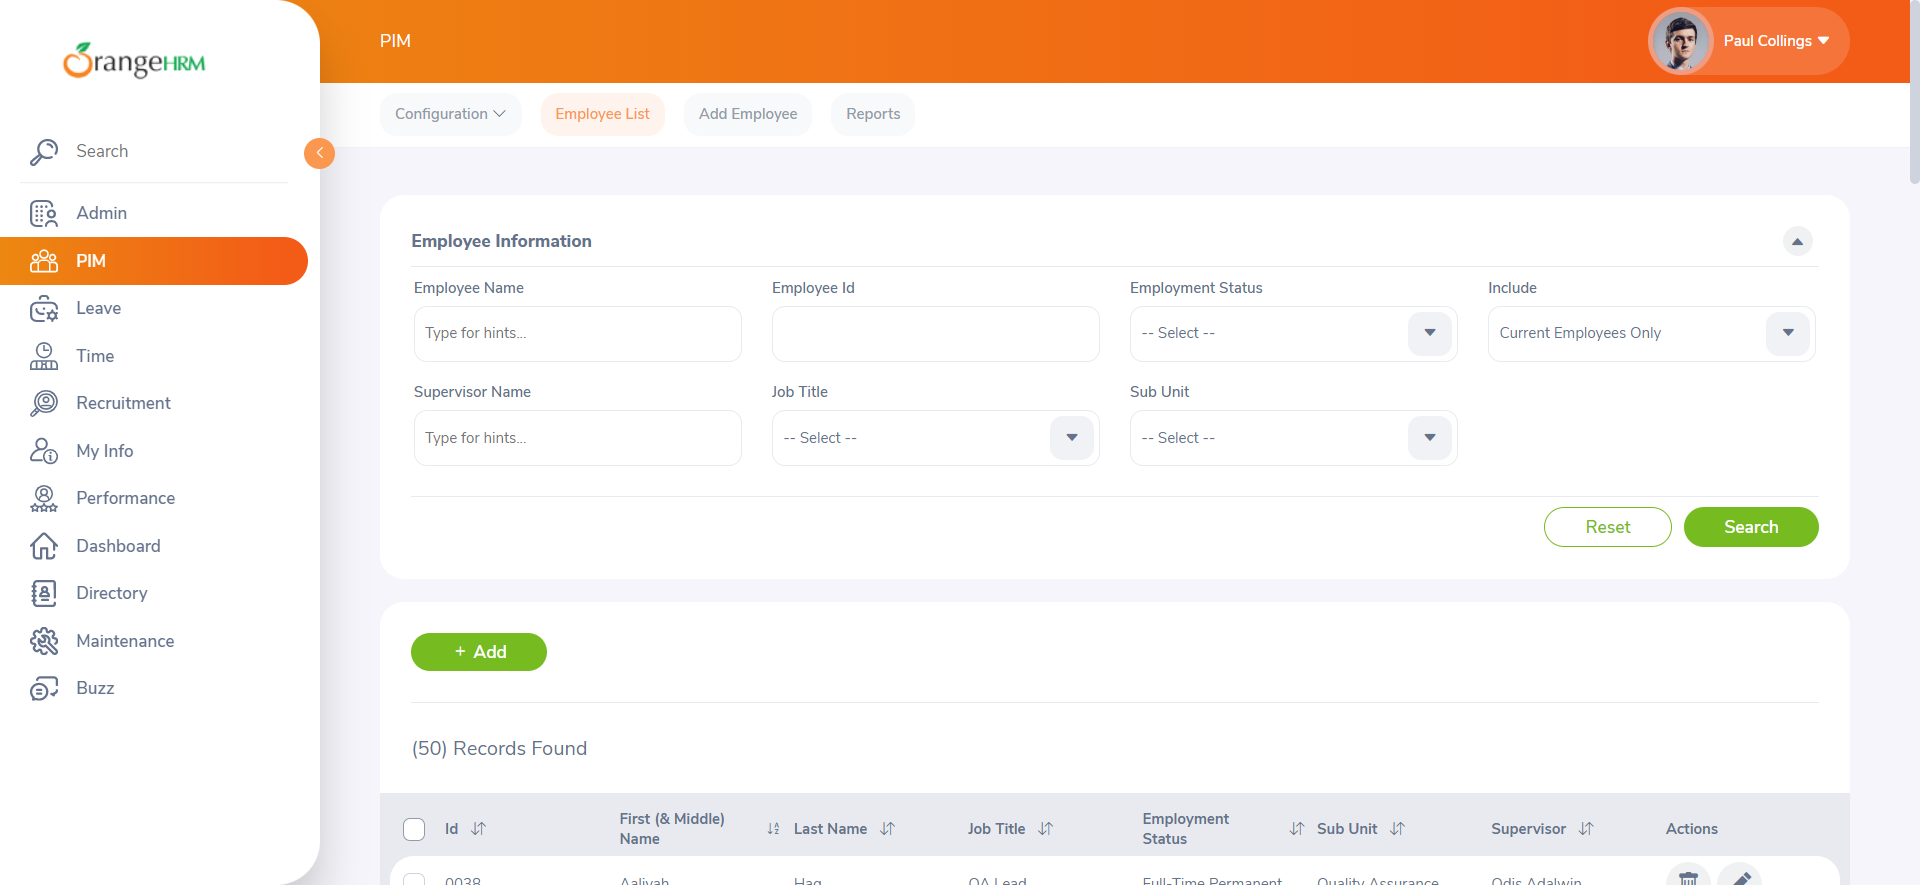 OrangeHRM
PIM
Paul Collings
Configuration
Employee List
Add Employee
Reports
Search
Admin
PIM
Leave
Time
Recruitment
My Info
Performance
Dashboard
Directory
Maintenance
Buzz
Employee Information
Employee Name
Employee Id
Employment Status
Include
Type for hints...
-- Select --
Current Employees Only
Supervisor Name
Job Title
Sub Unit
Type for hints...
-- Select --
-- Select --
Reset
Search
+ Add
(50) Records Found
Id
First (& Middle)
Name
Last Name
Job Title
Employment
Status
Sub Unit
Supervisor
Actions
0038
Aaliyah
Haq
QA Lead
Full-Time Permanent
Quality Assurance
Odis Adalwin